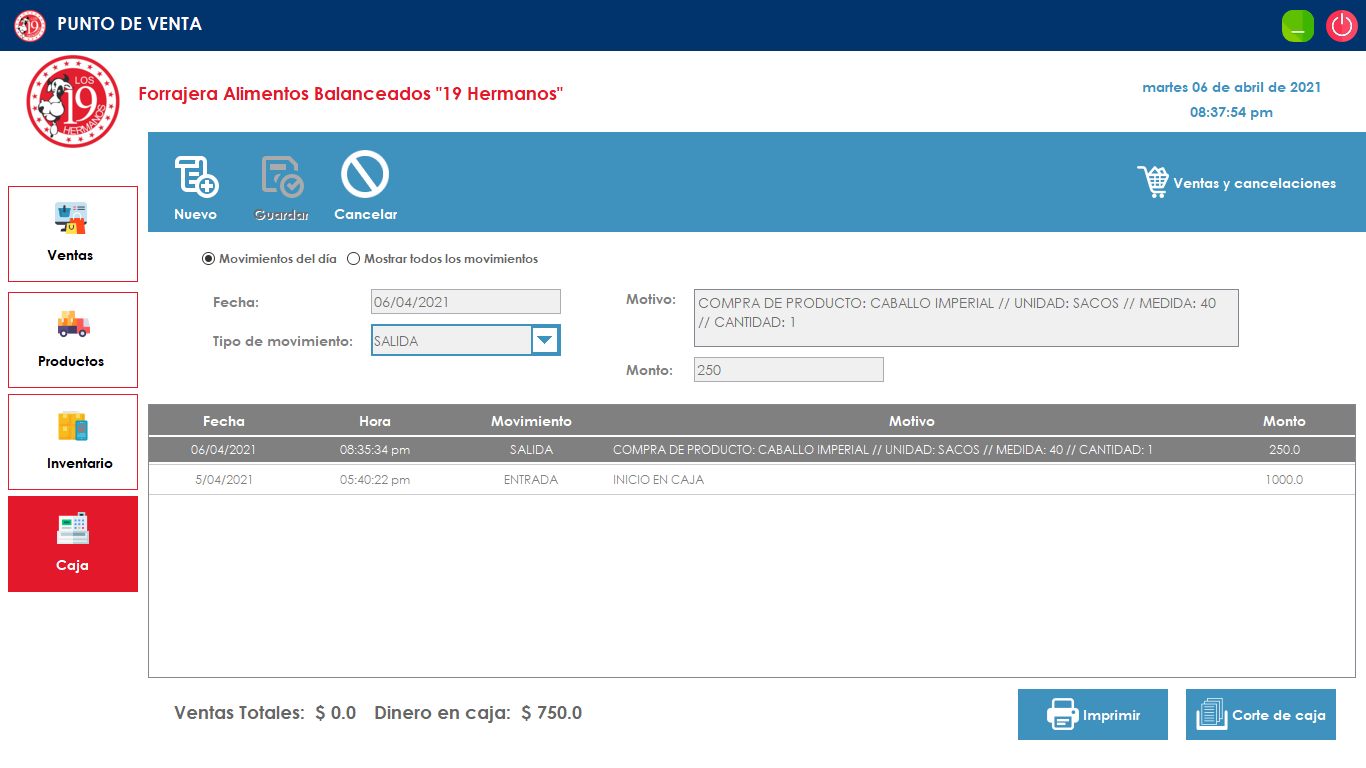 19
PUNTO DE VENTA
LOS
19
HERMANOS
Forrajera Alimentos Balanceados "19 Hermanos"
martes 06 de abril de 2021
08:37:54 pm
Nuevo
Guardar
Cancelar
Ventas y cancelaciones
Ventas
Productos
Inventario
Caja
Movimientos del día
Mostrar todos los movimientos
Fecha:
06/04/2021
Tipo de movimiento:
SALIDA
Motivo:
COMPRA DE PRODUCTO: CABALLO IMPERIAL // UNIDAD: SACOS // MEDIDA: 40
// CANTIDAD: 1
Monto:
250
Fecha Hora Movimiento Motivo Monto
06/04/2021 08:35:34 pm SALIDA COMPRA DE PRODUCTO: CABALLO IMPERIAL // UNIDAD: SACOS // MEDIDA: 40 // CANTIDAD: 1 250.0
5/04/2021 05:40:22 pm ENTRADA INICIO EN CAJA 1000.0
Ventas Totales: $ 0.0 Dinero en caja: $ 750.0
Imprimir
Corte de caja